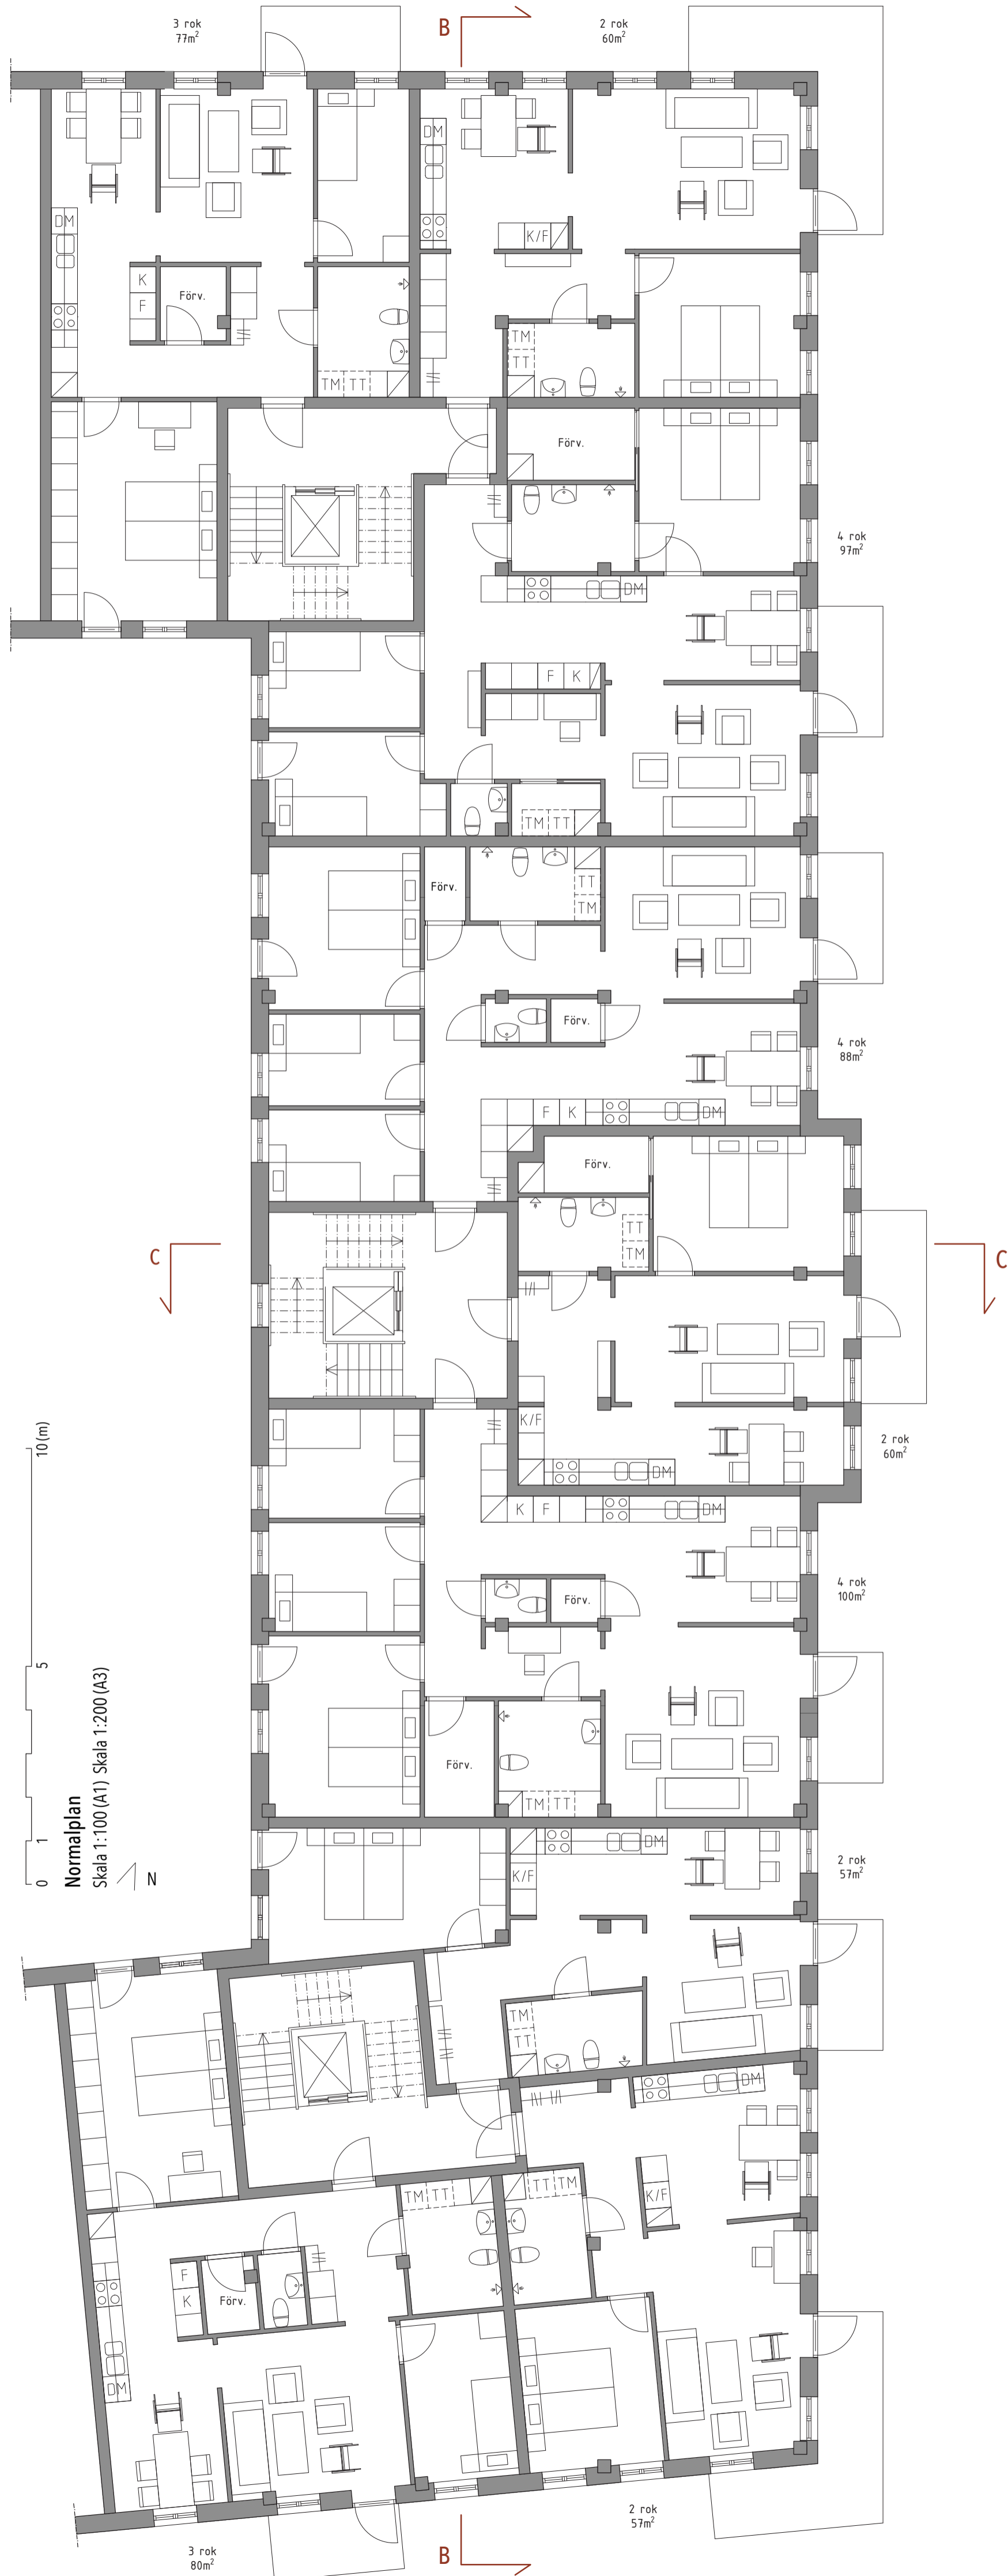 3 rok
77m²
B
2 rok
60m²
DM
DM
K/F
K
F
Förv.
TM TT
TM
TT
Förv.
4 rok
97m²
DM
F K
TM TT
Förv.
TT
TM
Förv.
4 rok
88m²
F K DM
Förv.
TT
TM
C
C
K/F
DM
2 rok
60m²
K F DM
Förv.
4 rok
100m²
Förv.
TM TT
10(m)
5
1
0
Normalplan
Skala 1:100 (A1) Skala 1:200 (A3)
N
DM
K/F
2 rok
57m²
TM
TT
DM
K/F
TM TT
TT TM
F
K
Förv.
DM
3 rok
80m²
B
2 rok
57m²